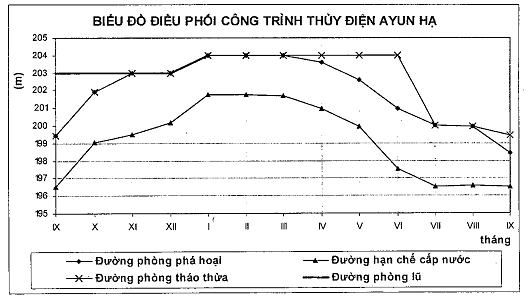 BIỂU ĐỒ ĐIỀU PHỐI CÔNG TRÌNH THỦY ĐIỆN AYUN HẠ
(m)
205
204
203
202
201
200
199
198
197
196
195
IX X XI XII I II III IV V VI VII VIII IX
tháng
Đường phòng phá hoại
Đường hạn chế cấp nước
Đường phòng tháo thừa
Đường phòng lũ